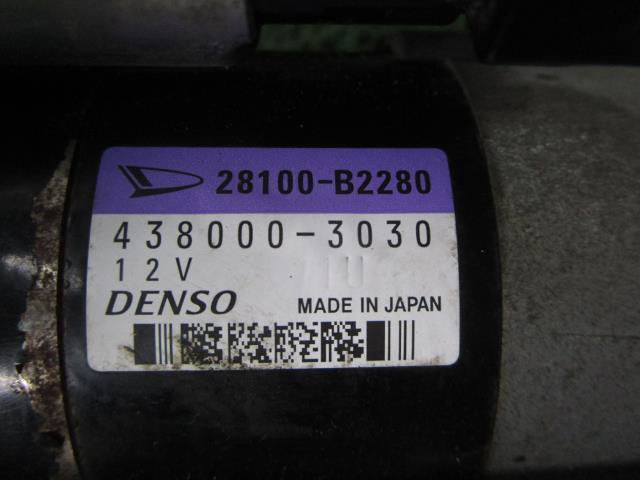 28100-B2280
438000-3030
12V
DENSO MADE IN JAPAN